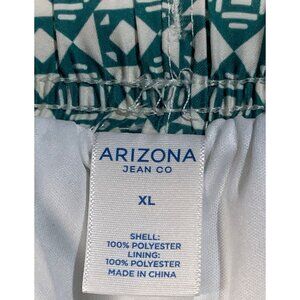 ARIZONA
JEAN CO
XL
SHELL:
100% POLYESTER
LINING:
100% POLYESTER
MADE IN CHINA